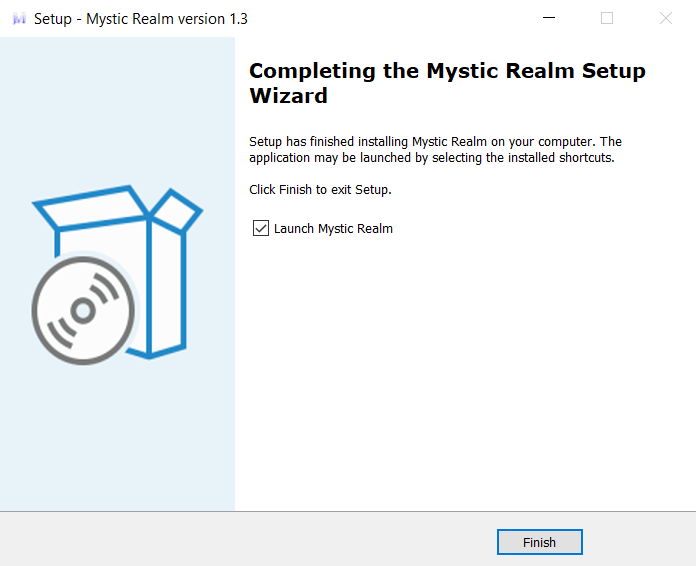 Setup - Mystic Realm version 1.3
Completing the Mystic Realm Setup
Wizard
Setup has finished installing Mystic Realm on your computer. The
application may be launched by selecting the installed shortcuts.
Click Finish to exit Setup.
Launch Mystic Realm
Finish